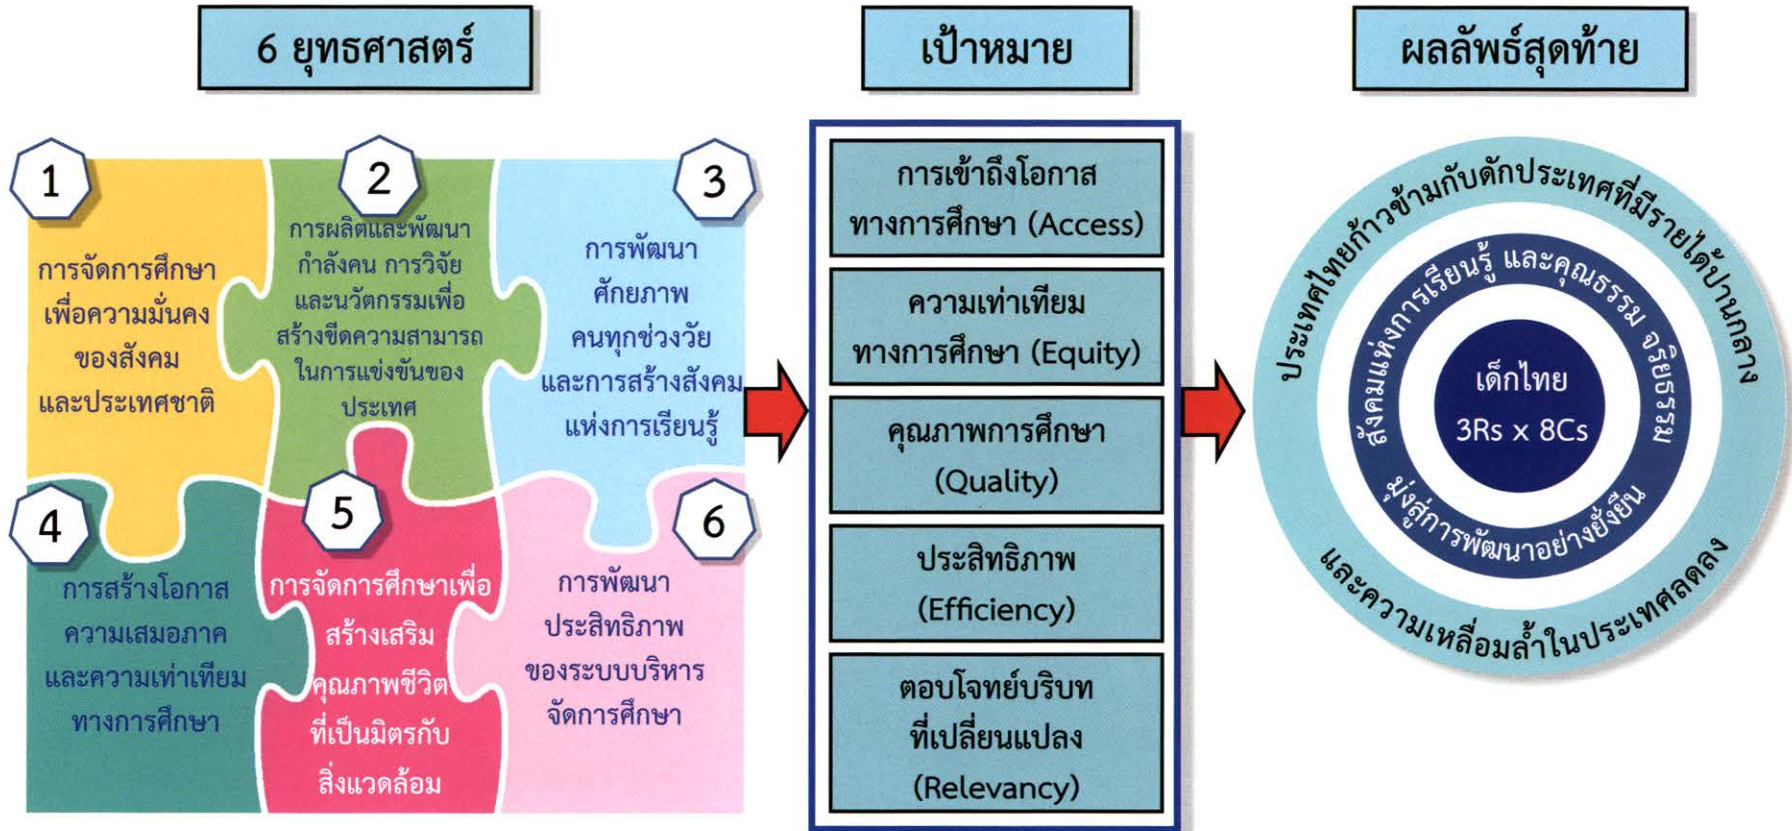 6 ยุทธศาสตร์
1
การจัดการศึกษา
เพื่อความมั่นคง
ของสังคม
และประเทศชาติ
2
การผลิตและพัฒนา
กำลังคน การวิจัย
และนวัตกรรมเพื่อ
สร้างขีดความสามารถ
ในการแข่งขันของ
ประเทศ
3
การพัฒนา
ศักยภาพ
คนทุกช่วงวัย
และการสร้างสังคม
แห่งการเรียนรู้
4
การสร้างโอกาส
ความเสมอภาค
และความเท่าเทียม
ทางการศึกษา
5
การจัดการศึกษาเพื่อ
สร้างเสริม
คุณภาพชีวิต
ที่เป็นมิตรกับ
สิ่งแวดล้อม
6
การพัฒนา
ประสิทธิภาพ
ของระบบบริหาร
จัดการศึกษา
เป้าหมาย
การเข้าถึงโอกาส
ทางการศึกษา (Access)
ความเท่าเทียม
ทางการศึกษา (Equity)
คุณภาพการศึกษา
(Quality)
ประสิทธิภาพ
(Efficiency)
ตอบโจทย์บริบท
ที่เปลี่ยนแปลง
(Relevancy)
ผลลัพธ์สุดท้าย
ประเทศไทยก้าวข้ามกับดักประเทศที่มีรายได้ปานกลาง
และความเหลื่อมล้ำในประเทศลดลง
สังคมแห่งการเรียนรู้ และคุณธรรม จริยธรรม
มุ่งสู่การพัฒนาอย่างยั่งยืน
เด็กไทย
3Rs x 8Cs